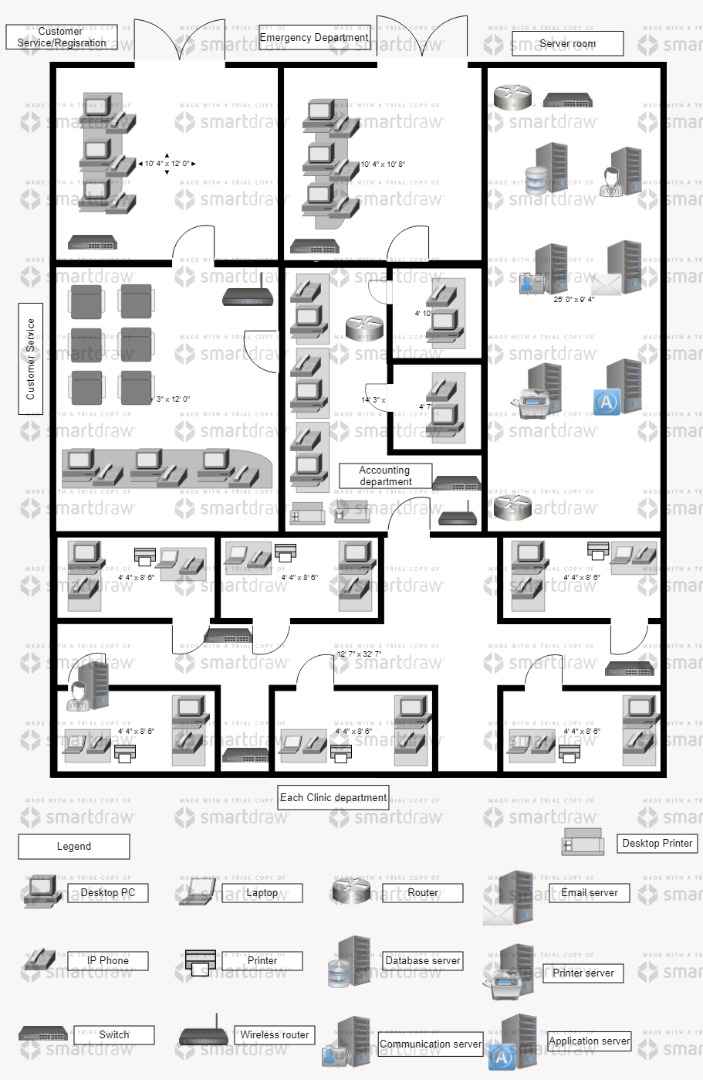 Customer
Service/Regisration
Emergency Department
Server room
10' 4" x 12' 0"
10' 4" x 10' 8"
25' 0" x 9' 4"
Customer Service
4' 10
3" x 12' 0"
14' 3" x
4' 7
Accounting
department
4' 4" x 8' 6"
4' 4" x 8' 6"
4' 4" x 8' 6"
12' 7" x 32' 7"
4' 4" x 8' 6"
4' 4" x 8' 6"
4' 4" x 8' 6"
Each Clinic department
Legend
Desktop Printer
Desktop PC
Laptop
Router
Email server
IP Phone
Printer
Database server
Printer server
Switch
Wireless router
Communication server
Application server
MADE WITH A TRIAL COPY OF
smartdraw